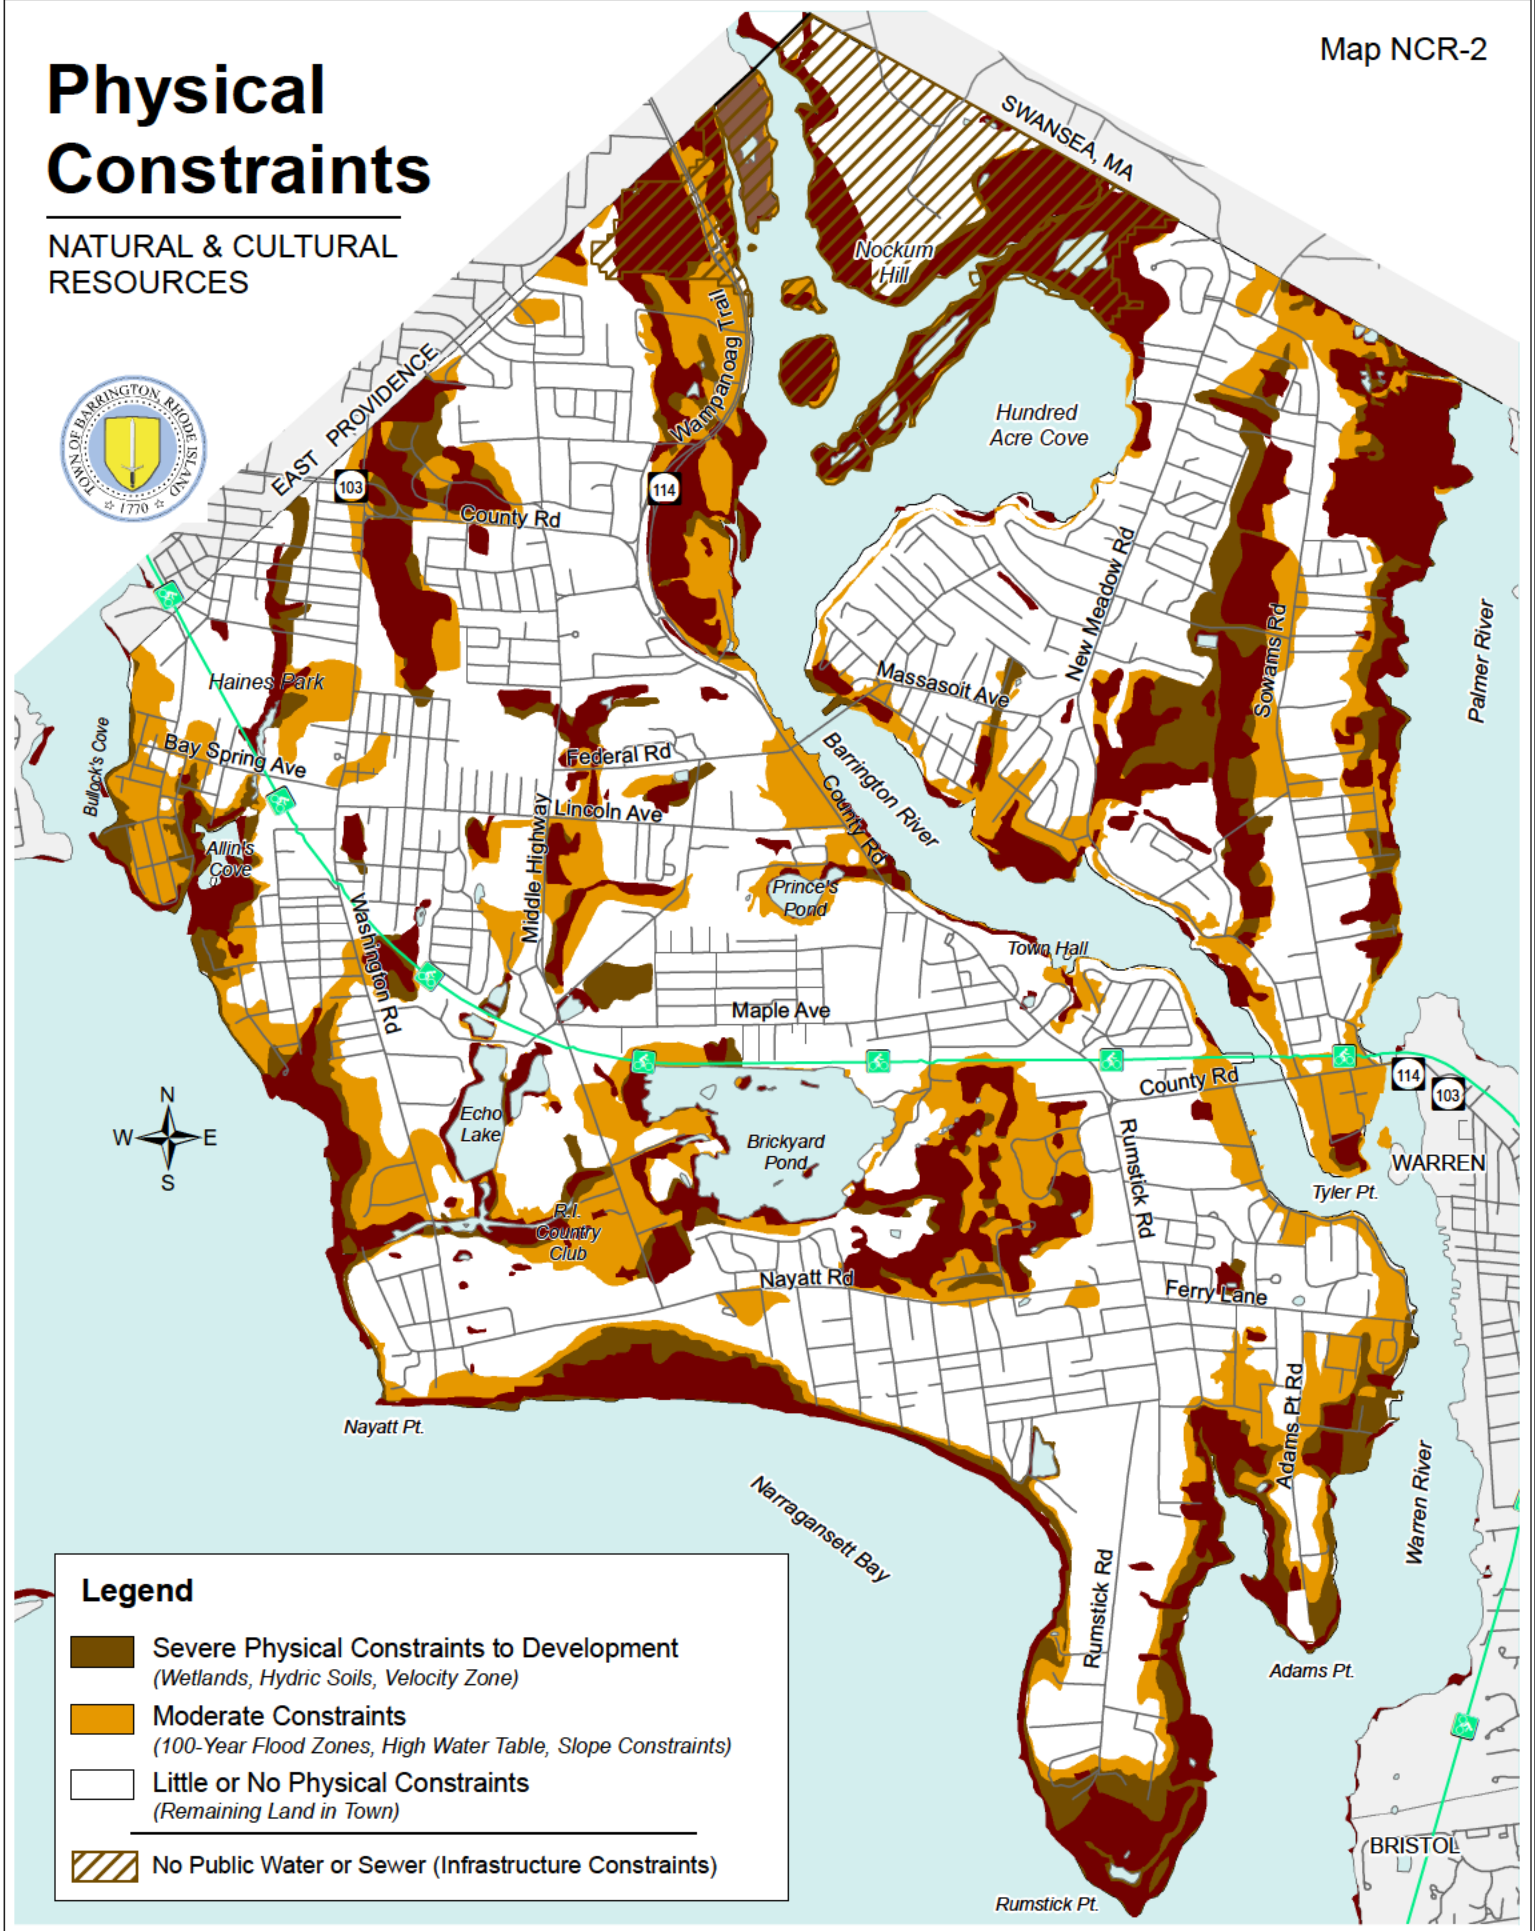 Map NCR-2
Physical
Constraints
NATURAL & CULTURAL
RESOURCES
SWANSEA, MA
Nockum
Hill
Wampanoag Trail
EAST PROVIDENCE
TOWN OF BARRINGTON, RHODE ISLAND
1770
Hundred
Acre Cove
103
114
County Rd
New Meadow Rd
Sowams Rd
Palmer River
Haines Park
Massasoit Ave
Bullock's Cove
Bay Spring Ave
Federal Rd
Barrington River
Lincoln Ave
County Rd
Middle Highway
Allin's
Cove
Prince's
Pond
Washington Rd
Town Hall
Maple Ave
County Rd
114
103
N
W E
S
Echo
Lake
Brickyard
Pond
Rumstick Rd
WARREN
Tyler Pt.
R.I.
Country
Club
Nayatt Rd
Ferry Lane
Adams Pt Rd
Nayatt Pt.
Narragansett Bay
Warren River
Rumstick Rd
Adams Pt.
Legend
Severe Physical Constraints to Development
(Wetlands, Hydric Soils, Velocity Zone)
Moderate Constraints
(100-Year Flood Zones, High Water Table, Slope Constraints)
Little or No Physical Constraints
(Remaining Land in Town)
No Public Water or Sewer (Infrastructure Constraints)
BRISTOL
Rumstick Pt.